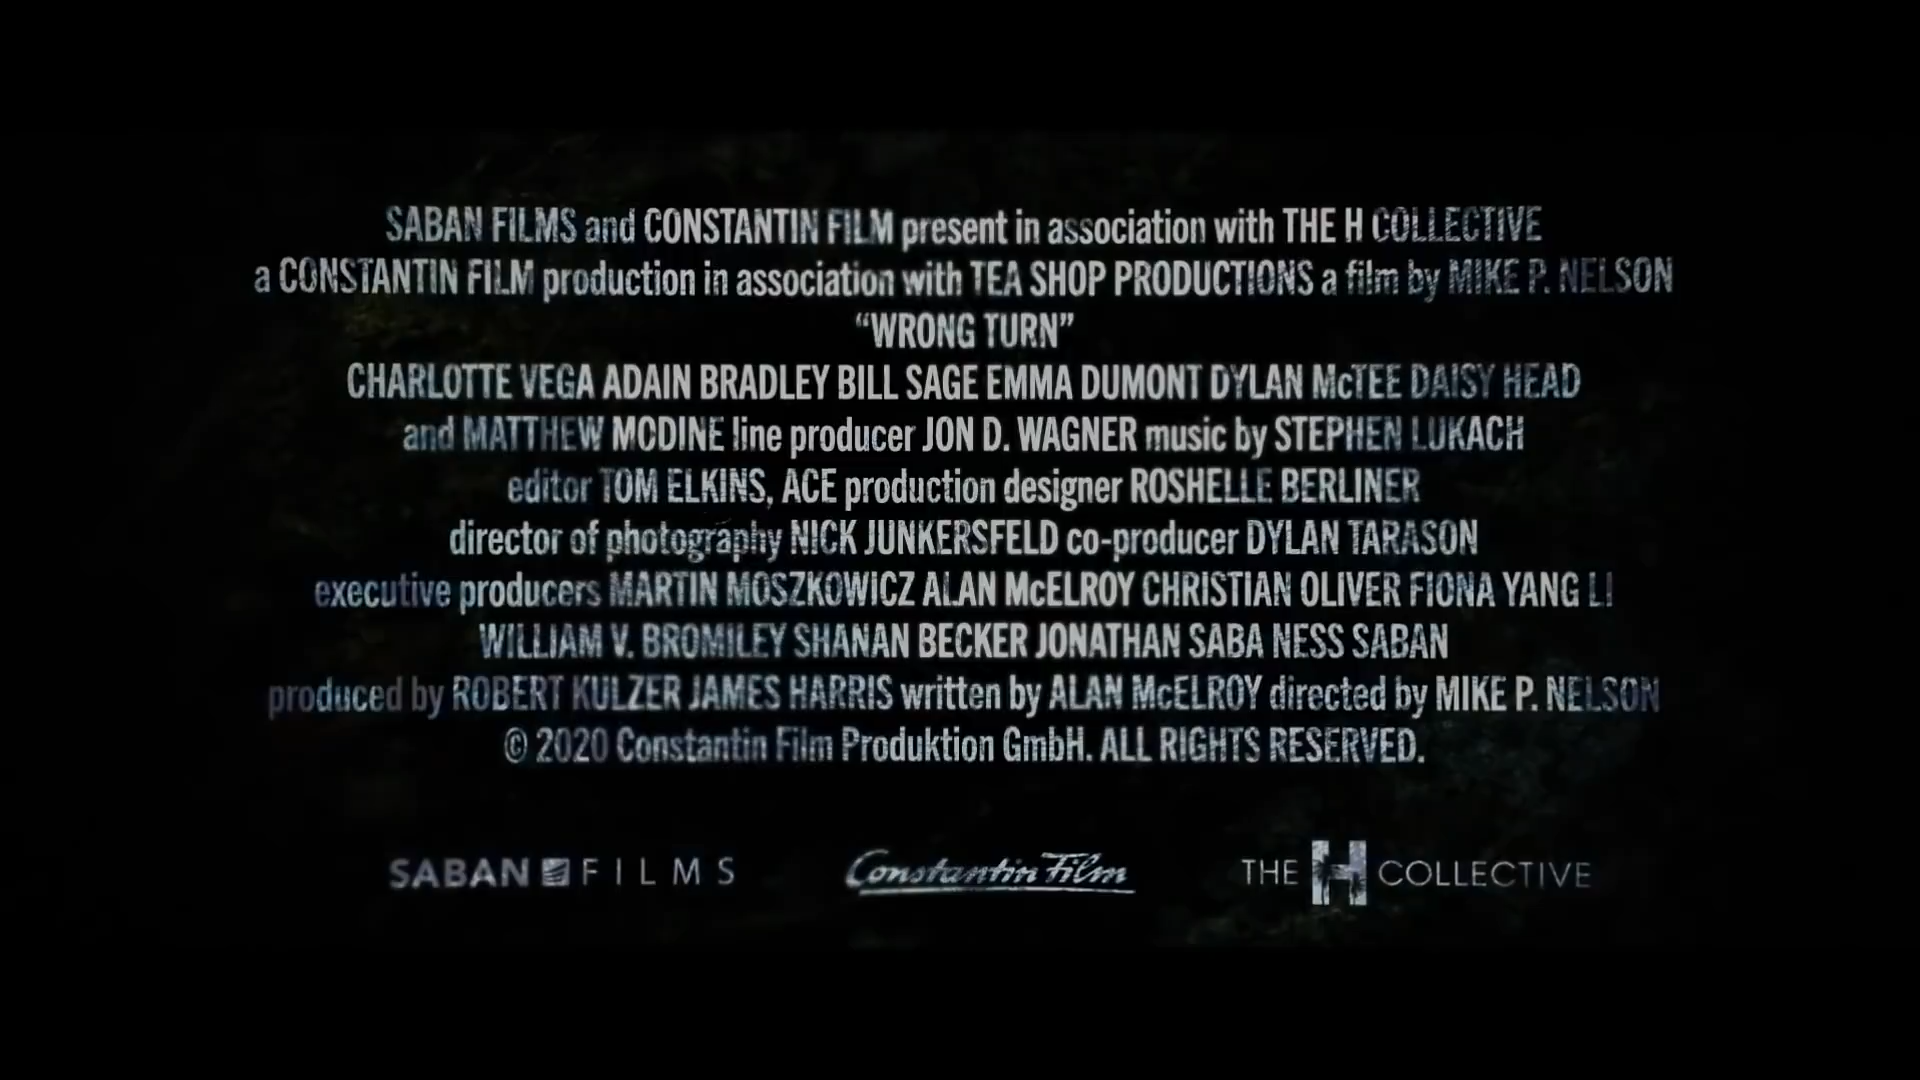 SABAN FILMS and CONSTANTIN FILM present in association with THE H COLLECTIVE
a CONSTANTIN FILM production in association with TEA SHOP PRODUCTIONS a film by MIKE P. NELSON
“WRONG TURN”
CHARLOTTE VEGA ADAIN BRADLEY BILL SAGE EMMA DUMONT DYLAN McTEE DAISY HEAD
and MATTHEW MODINE line producer JON D. WAGNER music by STEPHEN LUKACH
editor TOM ELKINS, ACE production designer ROSHELLE BERLINER
director of photography NICK JUNKERSFELD co-producer DYLAN TARASON
executive producers MARTIN MOSZKOWICZ ALAN McELROY CHRISTIAN OLIVER FIONA YANG LI
WILLIAM V. BROMILEY SHANAN BECKER JONATHAN SABA NESS SABAN
produced by ROBERT KULZER JAMES HARRIS written by ALAN McELROY directed by MIKE P. NELSON
© 2020 Constantin Film Produktion GmbH. ALL RIGHTS RESERVED.
SABAN FILMS Constantin Film THE H COLLECTIVE